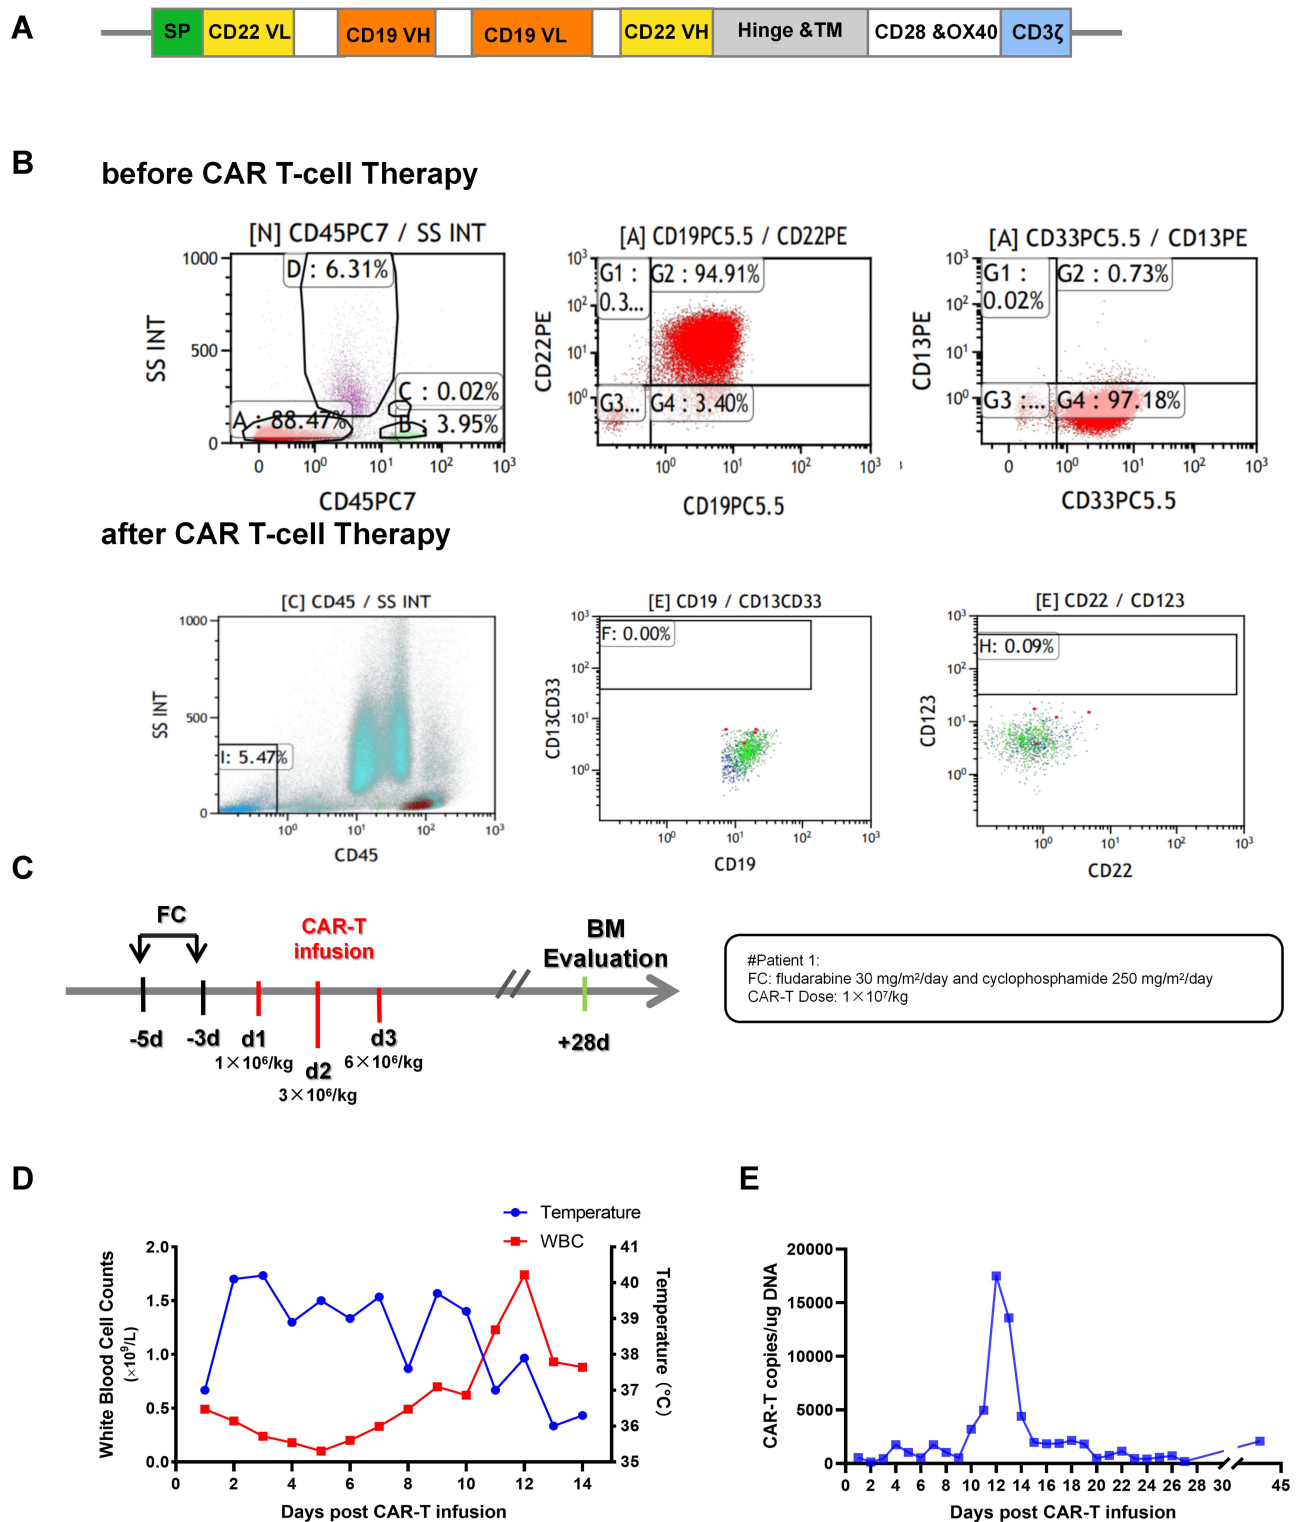 A
SP
CD22 VL
CD19 VH
CD19 VL
CD22 VH
Hinge &TM
CD28 &OX40
CD3ζ
B
before CAR T-cell Therapy
[N] CD45PC7 / SS INT
1000
500
0
SS INT
D : 6.31%
C : 0.02%
A : 88.47%
B : 3.95%
0 10⁰ 10¹ 10² 10³
CD45PC7
[A] CD19PC5.5 / CD22PE
10³
10²
10¹
10⁰
CD22PE
G1 :
0.3...
G2 : 94.91%
G3...
G4 : 3.40%
10⁰ 10¹ 10² 10³
CD19PC5.5
[A] CD33PC5.5 / CD13PE
10³
10²
10¹
10⁰
CD13PE
G1 :
0.02%
G2 : 0.73%
G3 :...
G4 : 97.18%
0 10⁰ 10¹ 10² 10³
CD33PC5.5
after CAR T-cell Therapy
[C] CD45 / SS INT
1000
500
0
SS INT
I: 5.47%
10⁰ 10¹ 10² 10³
CD45
[E] CD19 / CD13CD33
10³
10²
10¹
10⁰
CD13CD33
F: 0.00%
10⁰ 10¹ 10² 10³
CD19
[E] CD22 / CD123
10³
10²
10¹
10⁰
CD123
H: 0.09%
10⁰ 10¹ 10² 10³
CD22
C
FC
CAR-T
infusion
BM
Evaluation
-5d
-3d
d1
1×10⁶/kg
d2
3×10⁶/kg
d3
6×10⁶/kg
+28d
#Patient 1:
FC: fludarabine 30 mg/m²/day and cyclophosphamide 250 mg/m²/day
CAR-T Dose: 1×10⁷/kg
D
Temperature
WBC
White Blood Cell Counts
(×10⁹/L)
2.0
1.5
1.0
0.5
0.0
41
40
39
38
37
36
35
Temperature (°C)
0 2 4 6 8 10 12 14
Days post CAR-T infusion
E
CAR-T copies/ug DNA
20000
15000
10000
5000
0
0 2 4 6 8 10 12 14 16 18 20 22 24 26 28 30 45
Days post CAR-T infusion